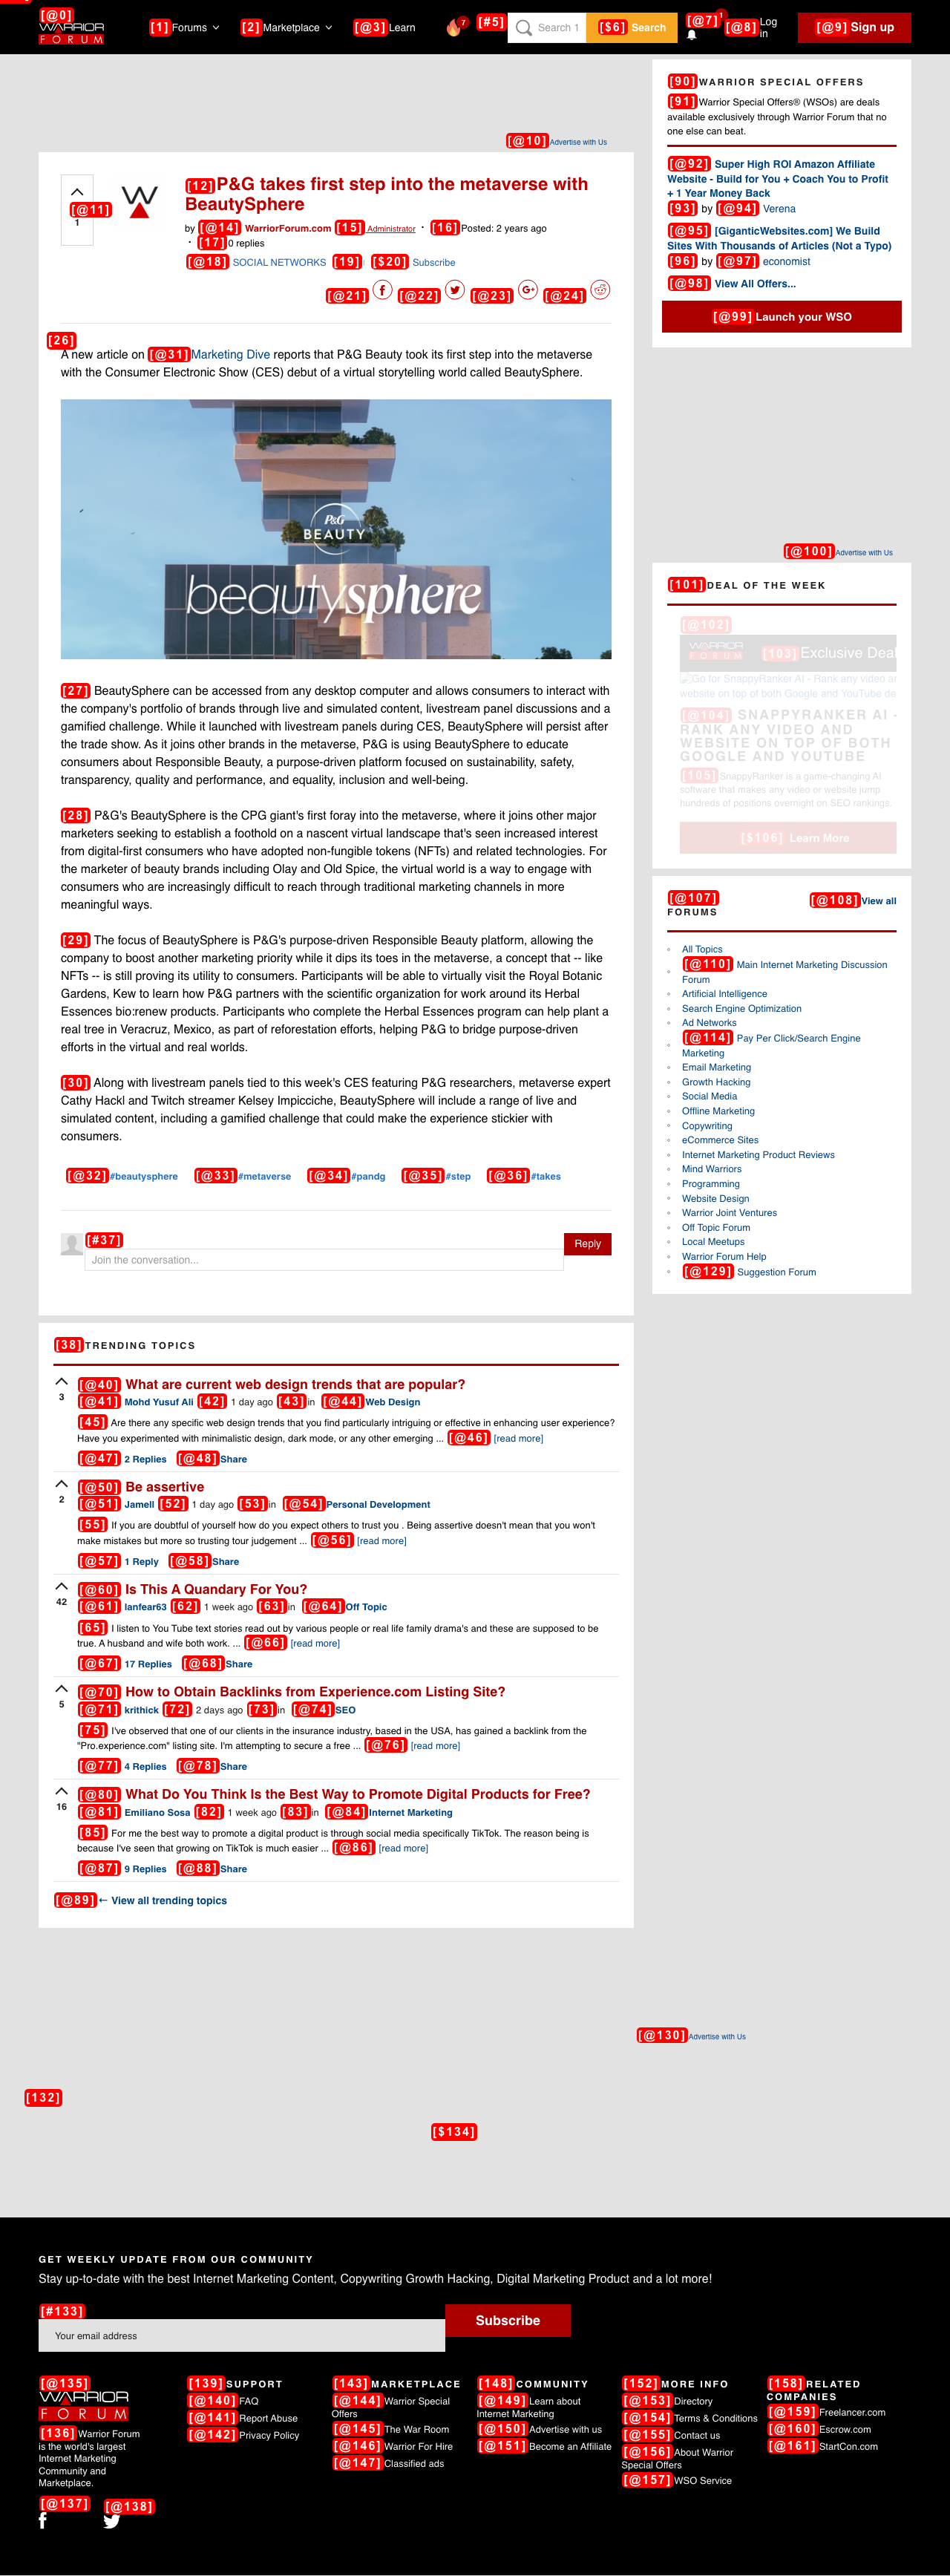 [@0]
WARRIOR
FORUM
[1] Forums
[2] Marketplace
[@3] Learn
7
[#5]
Search 1
[$6] Search
[@7] 1
[@8] Log in
[@9] Sign up
[@10] Advertise with Us
[@11]
1
[12] P&G takes first step into the metaverse with
BeautySphere
by [@14] WarriorForum.com [15] Administrator · [16] Posted: 2 years ago
· [17] 0 replies
[@18] SOCIAL NETWORKS [19] [$20] Subscribe
[@21] [@22] [@23] [@24]
[26]
A new article on [@31] Marketing Dive reports that P&G Beauty took its first step into the metaverse
with the Consumer Electronic Show (CES) debut of a virtual storytelling world called BeautySphere.
P&G
BEAUTY
beautysphere
[27] BeautySphere can be accessed from any desktop computer and allows consumers to interact with
the company's portfolio of brands through live and simulated content, livestream panel discussions and a
gamified challenge. While it launched with livestream panels during CES, BeautySphere will persist after
the trade show. As it joins other brands in the metaverse, P&G is using BeautySphere to educate
consumers about Responsible Beauty, a purpose-driven platform focused on sustainability, safety,
transparency, quality and performance, and equality, inclusion and well-being.
[28] P&G's BeautySphere is the CPG giant's first foray into the metaverse, where it joins other major
marketers seeking to establish a foothold on a nascent virtual landscape that's seen increased interest
from digital-first consumers who have adopted non-fungible tokens (NFTs) and related technologies. For
the marketer of beauty brands including Olay and Old Spice, the virtual world is a way to engage with
consumers who are increasingly difficult to reach through traditional marketing channels in more
meaningful ways.
[29] The focus of BeautySphere is P&G's purpose-driven Responsible Beauty platform, allowing the
company to boost another marketing priority while it dips its toes in the metaverse, a concept that -- like
NFTs -- is still proving its utility to consumers. Participants will be able to virtually visit the Royal Botanic
Gardens, Kew to learn how P&G partners with the scientific organization for work around its Herbal
Essences bio:renew products. Participants who complete the Herbal Essences program can help plant a
real tree in Veracruz, Mexico, as part of reforestation efforts, helping P&G to bridge purpose-driven
efforts in the virtual and real worlds.
[30] Along with livestream panels tied to this week's CES featuring P&G researchers, metaverse expert
Cathy Hackl and Twitch streamer Kelsey Impicciche, BeautySphere will include a range of live and
simulated content, including a gamified challenge that could make the experience stickier with
consumers.
[@32] #beautysphere [@33] #metaverse [@34] #pandg [@35] #step [@36] #takes
[#37]
Join the conversation...
Reply
[38] TRENDING TOPICS
3
[@40] What are current web design trends that are popular?
[@41] Mohd Yusuf Ali [42] 1 day ago [43] in [@44] Web Design
[45] Are there any specific web design trends that you find particularly intriguing or effective in enhancing user experience?
Have you experimented with minimalistic design, dark mode, or any other emerging ... [@46] [read more]
[@47] 2 Replies [@48] Share
2
[@50] Be assertive
[@51] Jamell [52] 1 day ago [53] in [@54] Personal Development
[55] If you are doubtful of yourself how do you expect others to trust you . Being assertive doesn't mean that you won't
make mistakes but more so trusting tour judgement ... [@56] [read more]
[@57] 1 Reply [@58] Share
42
[@60] Is This A Quandary For You?
[@61] lanfear63 [62] 1 week ago [63] in [@64] Off Topic
[65] I listen to You Tube text stories read out by various people or real life family drama's and these are supposed to be
true. A husband and wife both work. ... [@66] [read more]
[@67] 17 Replies [@68] Share
5
[@70] How to Obtain Backlinks from Experience.com Listing Site?
[@71] krithick [72] 2 days ago [73] in [@74] SEO
[75] I've observed that one of our clients in the insurance industry, based in the USA, has gained a backlink from the
"Pro.experience.com" listing site. I'm attempting to secure a free ... [@76] [read more]
[@77] 4 Replies [@78] Share
16
[@80] What Do You Think Is the Best Way to Promote Digital Products for Free?
[@81] Emiliano Sosa [82] 1 week ago [83] in [@84] Internet Marketing
[85] For me the best way to promote a digital product is through social media specifically TikTok. The reason being is
because I've seen that growing on TikTok is much easier ... [@86] [read more]
[@87] 9 Replies [@88] Share
[@89] ← View all trending topics
[90] WARRIOR SPECIAL OFFERS
[91] Warrior Special Offers® (WSOs) are deals
available exclusively through Warrior Forum that no
one else can beat.
[@92] Super High ROI Amazon Affiliate
Website - Build for You + Coach You to Profit
+ 1 Year Money Back
[93] by [@94] Verena
[@95] [GiganticWebsites.com] We Build
Sites With Thousands of Articles (Not a Typo)
[96] by [@97] economist
[@98] View All Offers...
[@99] Launch your WSO
[@100] Advertise with Us
[101] DEAL OF THE WEEK
[@102]
WARRIOR
FORUM
[103] Exclusive Deal
Go for SnappyRanker AI - Rank any video a
website on top of both Google and YouTube de
[@104] SNAPPYRANKER AI -
RANK ANY VIDEO AND
WEBSITE ON TOP OF BOTH
GOOGLE AND YOUTUBE
[105] SnappyRanker is a game-changing AI
software that makes any video or website jump
hundreds of positions overnight on SEO rankings.
[$106] Learn More
[@107]
FORUMS
[@108] View all
All Topics
[@110] Main Internet Marketing Discussion
Forum
Artificial Intelligence
Search Engine Optimization
Ad Networks
[@114] Pay Per Click/Search Engine
Marketing
Email Marketing
Growth Hacking
Social Media
Offline Marketing
Copywriting
eCommerce Sites
Internet Marketing Product Reviews
Mind Warriors
Programming
Website Design
Warrior Joint Ventures
Off Topic Forum
Local Meetups
Warrior Forum Help
[@129] Suggestion Forum
[@130] Advertise with Us
[132]
[$134]
GET WEEKLY UPDATE FROM OUR COMMUNITY
Stay up-to-date with the best Internet Marketing Content, Copywriting Growth Hacking, Digital Marketing Product and a lot more!
[#133]
Your email address
Subscribe
[@135]
WARRIOR
FORUM
[136] Warrior Forum
is the world's largest
Internet Marketing
Community and
Marketplace.
[@137] [@138]
[139] SUPPORT
[@140] FAQ
[@141] Report Abuse
[@142] Privacy Policy
[143] MARKETPLACE
[@144] Warrior Special
Offers
[@145] The War Room
[@146] Warrior For Hire
[@147] Classified ads
[148] COMMUNITY
[@149] Learn about
Internet Marketing
[@150] Advertise with us
[@151] Become an Affiliate
[152] MORE INFO
[@153] Directory
[@154] Terms & Conditions
[@155] Contact us
[@156] About Warrior
Special Offers
[@157] WSO Service
[158] RELATED
COMPANIES
[@159] Freelancer.com
[@160] Escrow.com
[@161] StartCon.com